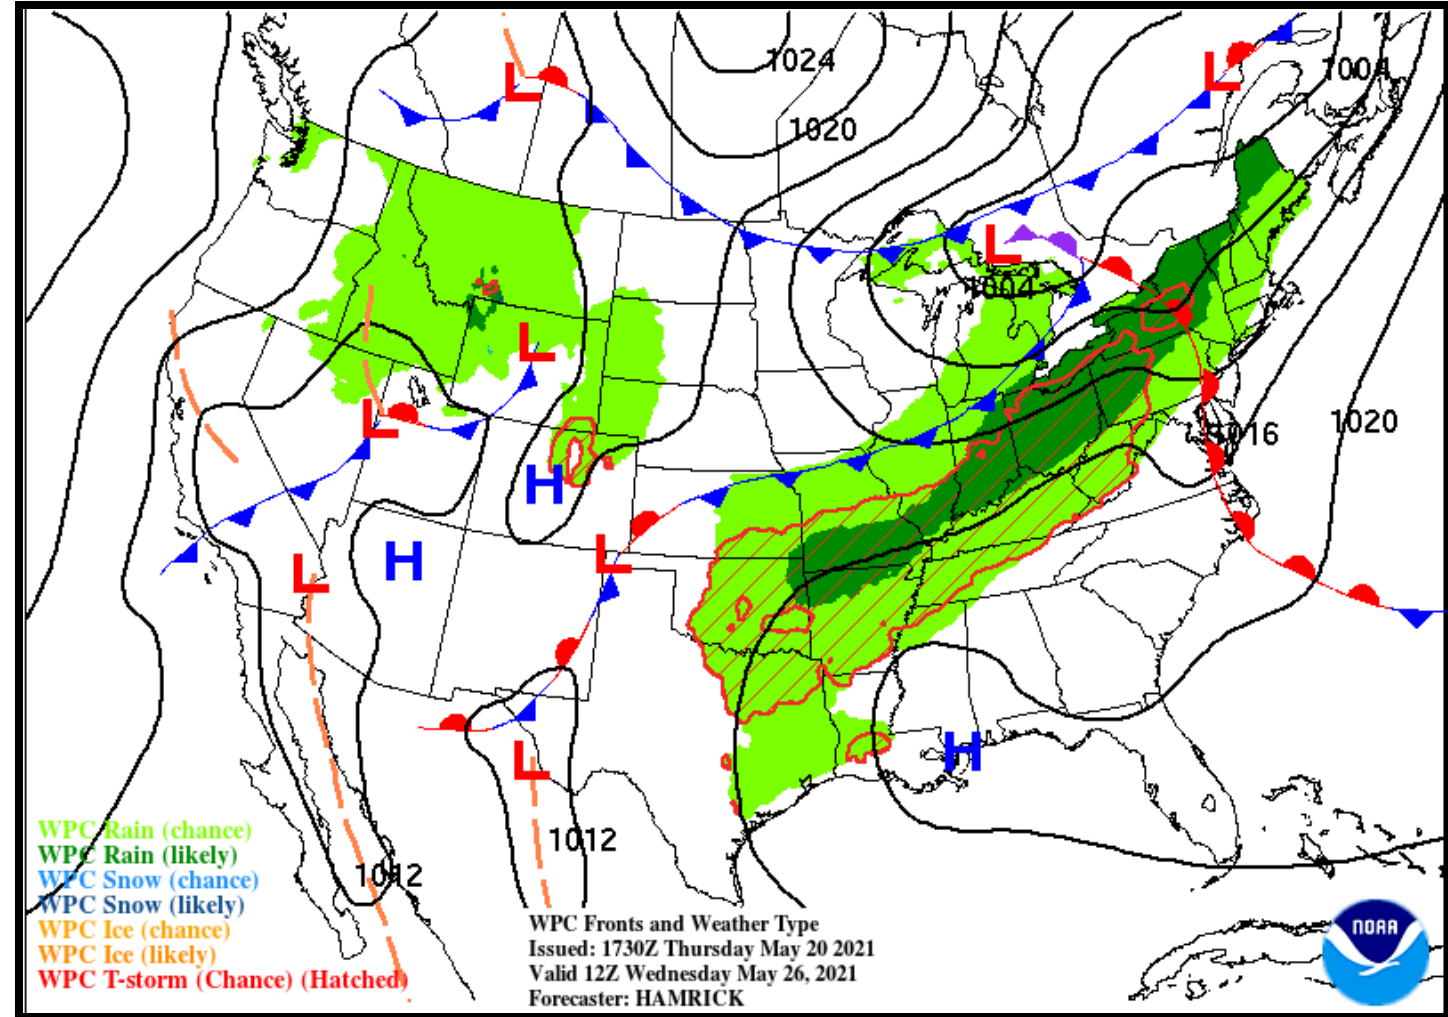 1024
L
L
1004
1020
L
1004
L
L
1020
1016
H
H
L
L
H
L
1012
WPC Rain (chance)
WPC Rain (likely)
1012
WPC Snow (chance)
WPC Snow (likely)
WPC Ice (chance)
WPC Ice (likely)
WPC T-storm (Chance) (Hatched)
WPC Fronts and Weather Type
Issued: 1730Z Thursday May 20 2021
Valid 12Z Wednesday May 26, 2021
Forecaster: HAMRICK
NOAA